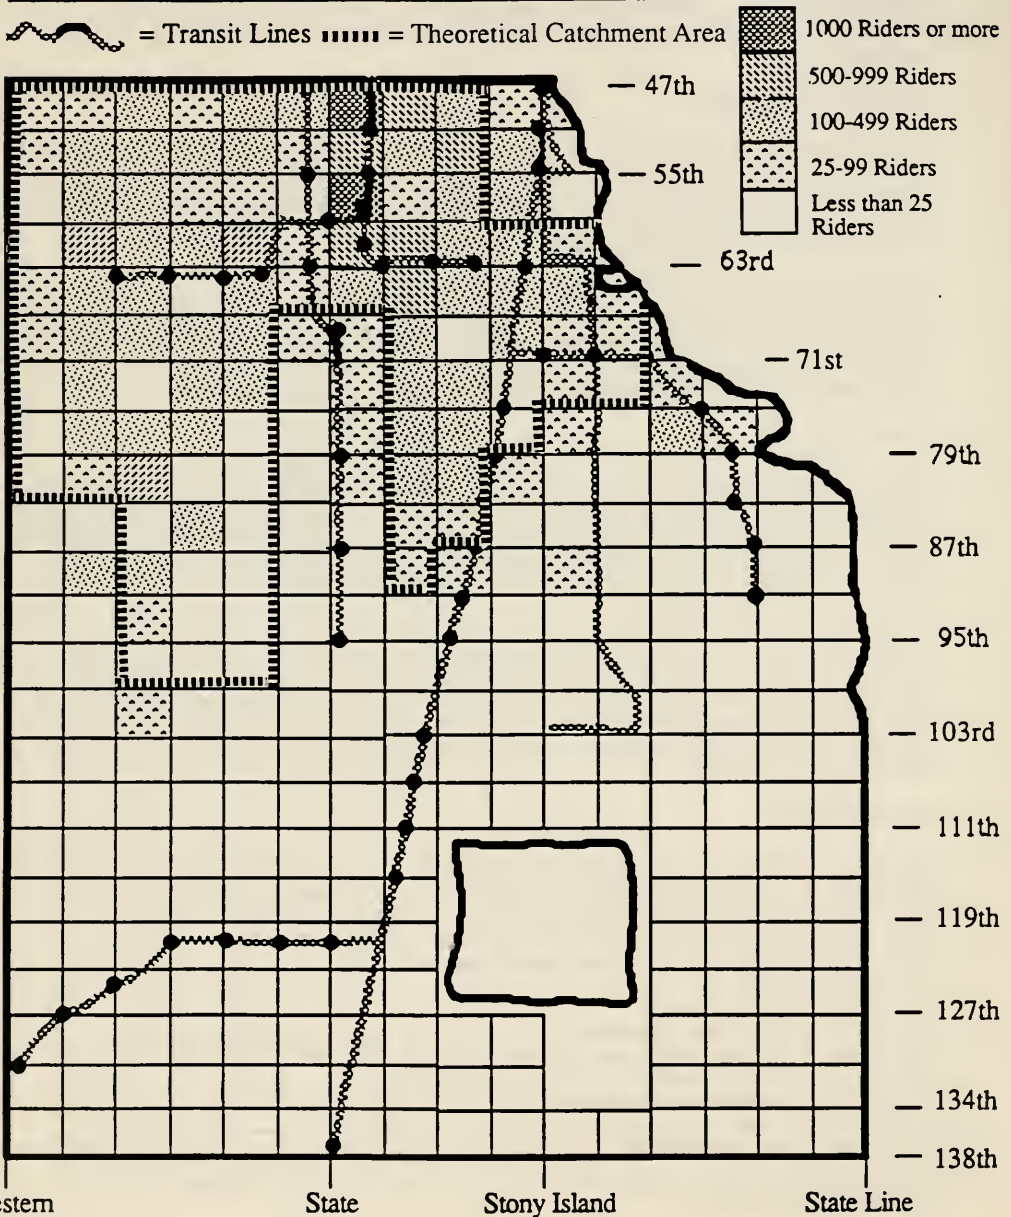 = Transit Lines = Theoretical Catchment Area
1000 Riders or more
500-999 Riders
100-499 Riders
25-99 Riders
Less than 25
Riders
47th
55th
63rd
71st
79th
87th
95th
103rd
111th
119th
127th
134th
138th
estern State Stony Island State Line